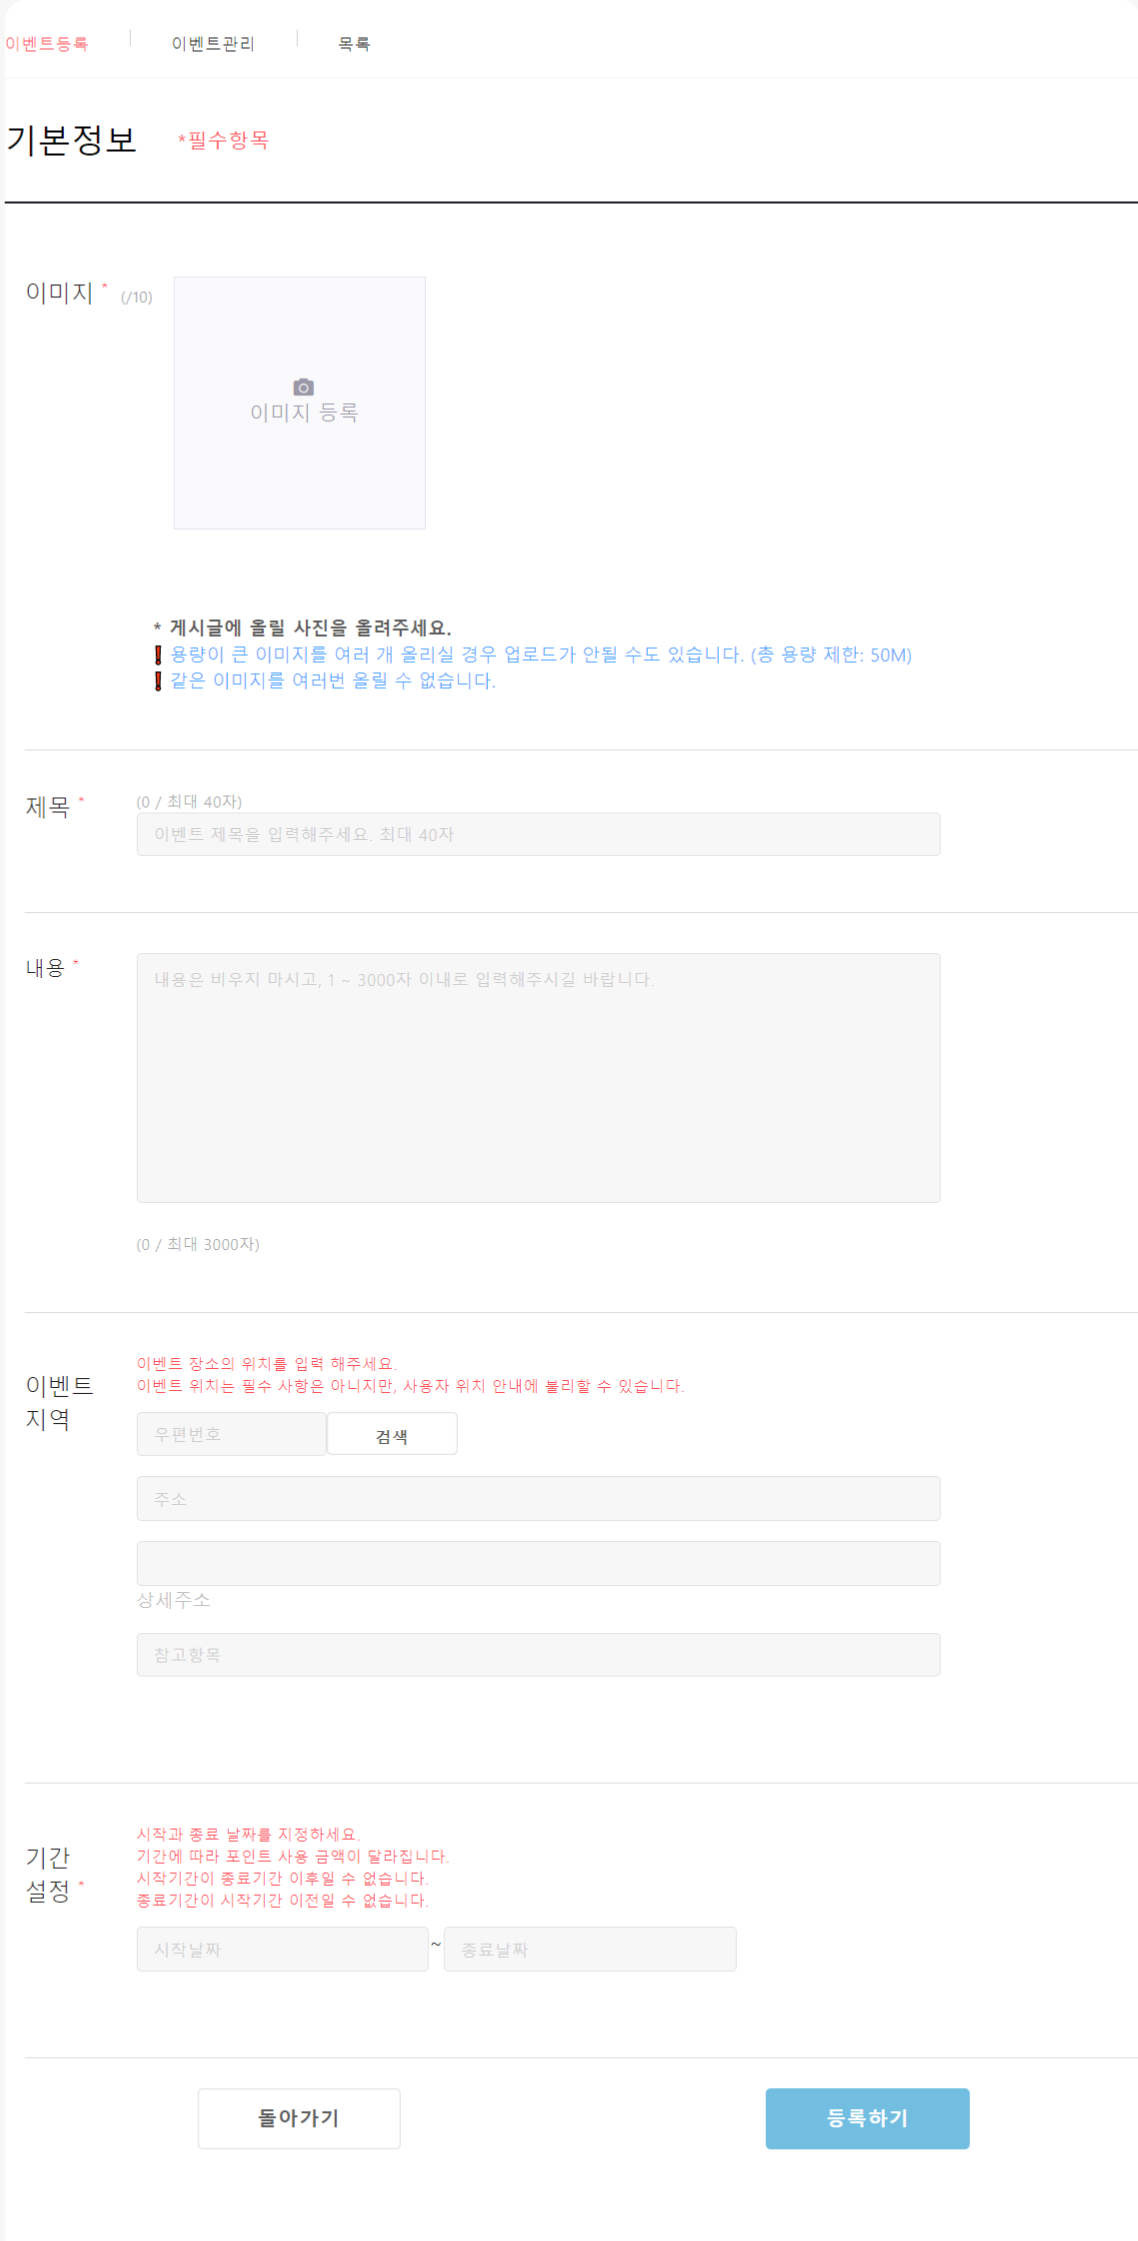 이벤트등록
이벤트관리
목록
기본정보 *필수항목
이미지 * (/10)
이미지 등록
* 게시글에 올릴 사진을 올려주세요.
❗용량이 큰 이미지를 여러 개 올리실 경우 업로드가 안될 수도 있습니다. (총 용량 제한: 50M)
❗같은 이미지를 여러번 올릴 수 없습니다.
제목 *
(0 / 최대 40자)
이벤트 제목을 입력해주세요. 최대 40자
내용 *
내용은 비우지 마시고, 1 ~ 3000자 이내로 입력해주시길 바랍니다.
(0 / 최대 3000자)
이벤트
지역
이벤트 장소의 위치를 입력 해주세요.
이벤트 위치는 필수 사항은 아니지만, 사용자 위치 안내에 불리할 수 있습니다.
우편번호
검색
주소
상세주소
참고항목
기간
설정 *
시작과 종료 날짜를 지정하세요.
기간에 따라 포인트 사용 금액이 달라집니다.
시작기간이 종료기간 이후일 수 없습니다.
종료기간이 시작기간 이전일 수 없습니다.
시작날짜 ~ 종료날짜
돌아가기
등록하기